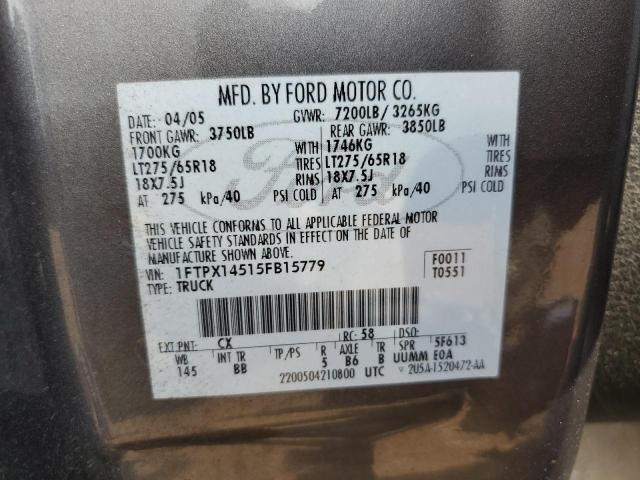 MFD. BY FORD MOTOR CO.
DATE: 04/05 GVWR: 7200LB/ 3265KG
FRONT GAWR: 3750LB REAR GAWR: 3850LB
1700KG WITH 1746KG WITH
LT275/65R18 TIRES LT275/65R18 TIRES
18X7.5J RIMS 18X7.5J RIMS
AT 275 kPa/40 PSI COLD AT 275 kPa/40 PSI COLD
Ford
THIS VEHICLE CONFORMS TO ALL APPLICABLE FEDERAL MOTOR
VEHICLE SAFETY STANDARDS IN EFFECT ON THE DATE OF
MANUFACTURE SHOWN ABOVE.
VIN: 1FTPX14515FB15779 F0011
TYPE: TRUCK T0551
EXT PNT: CX RC: 58 DSO:
WB INT TR TP/PS R AXLE TR SPR 5F613
145 BB 5 B6 B UUMM E0A
2200504210800 UTC 2U5A-1520472-AA